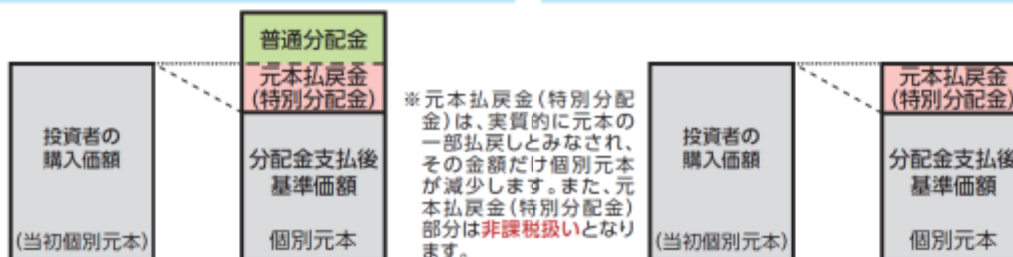 投資者の
購入価額
(当初個別元本)
普通分配金
元本払戻金
(特別分配金)
分配金支払後
基準価額
個別元本
※元本払戻金(特別分配
金)は、実質的に元本の
一部払戻しとみなされ、
その金額だけ個別元本
が減少します。また、元
本払戻金(特別分配金)
部分は非課税扱いとなり
ます。
投資者の
購入価額
(当初個別元本)
元本払戻金
(特別分配金)
分配金支払後
基準価額
個別元本